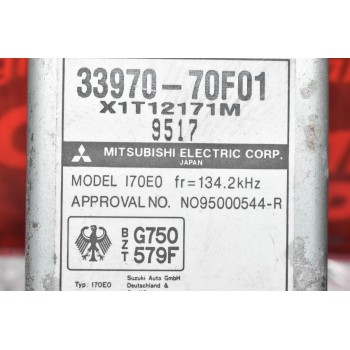 33970-70F01
X1T12171M
9517
MITSUBISHI ELECTRIC CORP.
JAPAN
MODEL I70E0 fr=134.2kHz
APPROVAL NO. NO95000544-R
BZT
G750
579F
Typ: I70E0
Suzuki Auto GmbH
Deutschland &